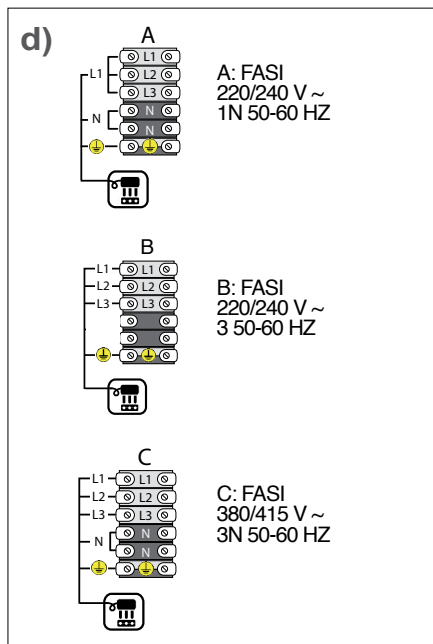 d)
A
L1
L1
L2
L3
N
N
N
A: FASI
220/240 V ~
1N 50-60 HZ
B
L1
L1
L2
L2
L3
L3
B: FASI
220/240 V ~
3 50-60 HZ
C
L1
L1
L2
L2
L3
L3
N
N
N
C: FASI
380/415 V ~
3N 50-60 HZ